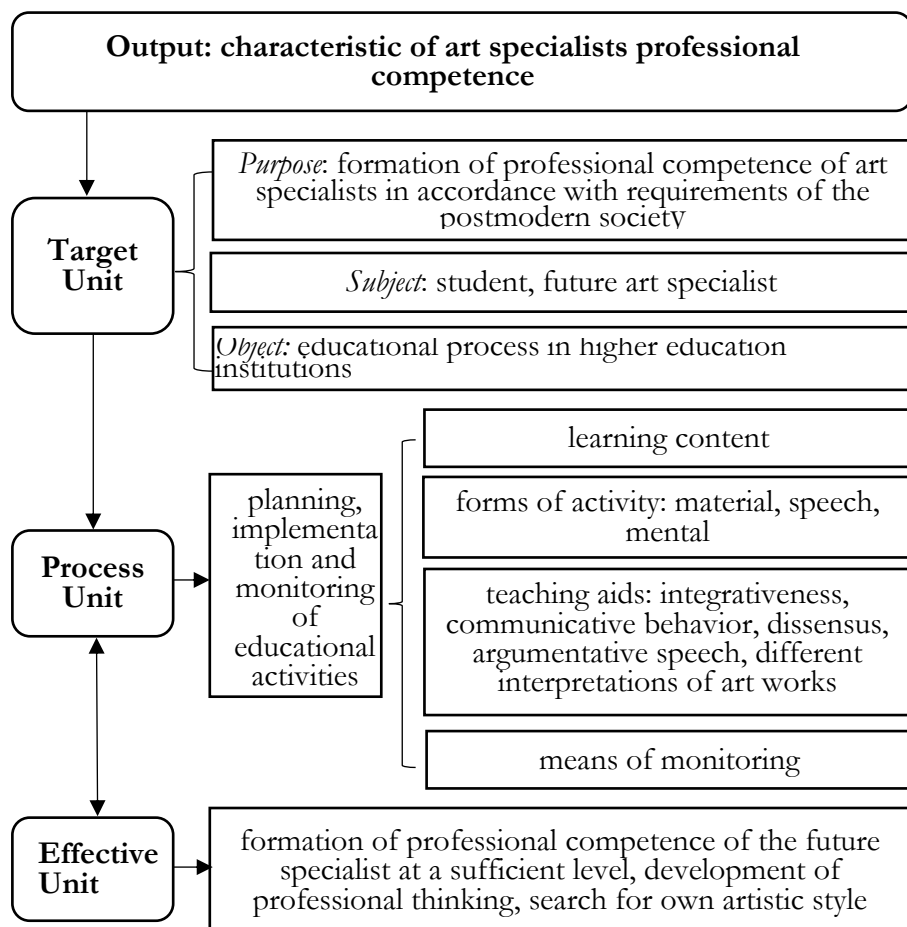 Output: characteristic of art specialists professional
competence
Purpose: formation of professional competence of art
specialists in accordance with requirements of the
postmodern society
Target
Unit
Subject: student, future art specialist
Object: educational process in higher education
institutions
learning content
planning,
implementa
tion and
monitoring
of
educational
activities
forms of activity: material, speech,
mental
Process
Unit
teaching aids: integrativeness,
communicative behavior, dissensus,
argumentative speech, different
interpretations of art works
means of monitoring
Effective
Unit
formation of professional competence of the future
specialist at a sufficient level, development of
professional thinking, search for own artistic style